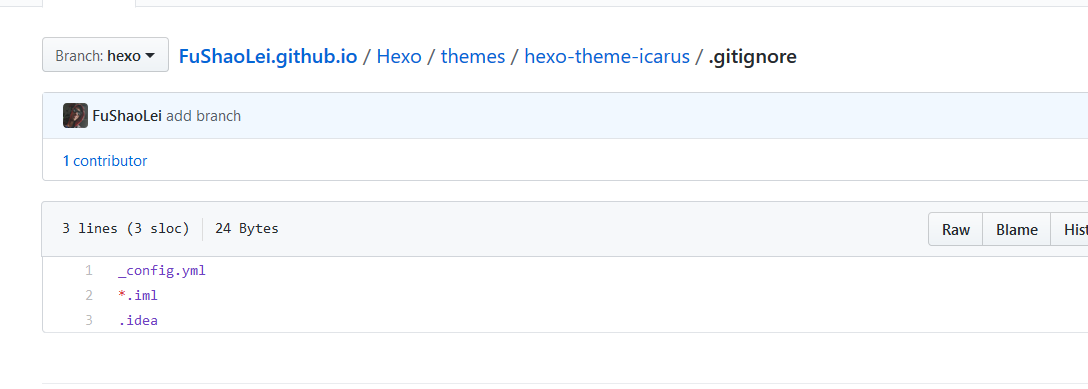 Branch: hexo FuShaoLei.github.io / Hexo / themes / hexo-theme-icarus / .gitignore
FuShaoLei add branch
1 contributor
3 lines (3 sloc) 24 Bytes Raw Blame Hist
1 _config.yml
2 *.iml
3 .idea